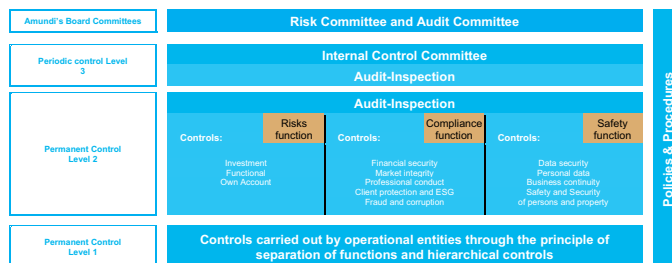 Amundi's Board Committees
Risk Committee and Audit Committee
Periodic control Level
3
Internal Control Committee
Audit-Inspection
Permanent Control
Level 2
Audit-Inspection
Controls:
Risks
function
Investment
Functional
Own Account
Controls:
Compliance
function
Financial security
Market integrity
Professional conduct
Client protection and ESG
Fraud and corruption
Controls:
Safety
function
Data security
Personal data
Business continuity
Safety and Security
of persons and property
Permanent Control
Level 1
Controls carried out by operational entities through the principle of
separation of functions and hierarchical controls
Policies & Procedures